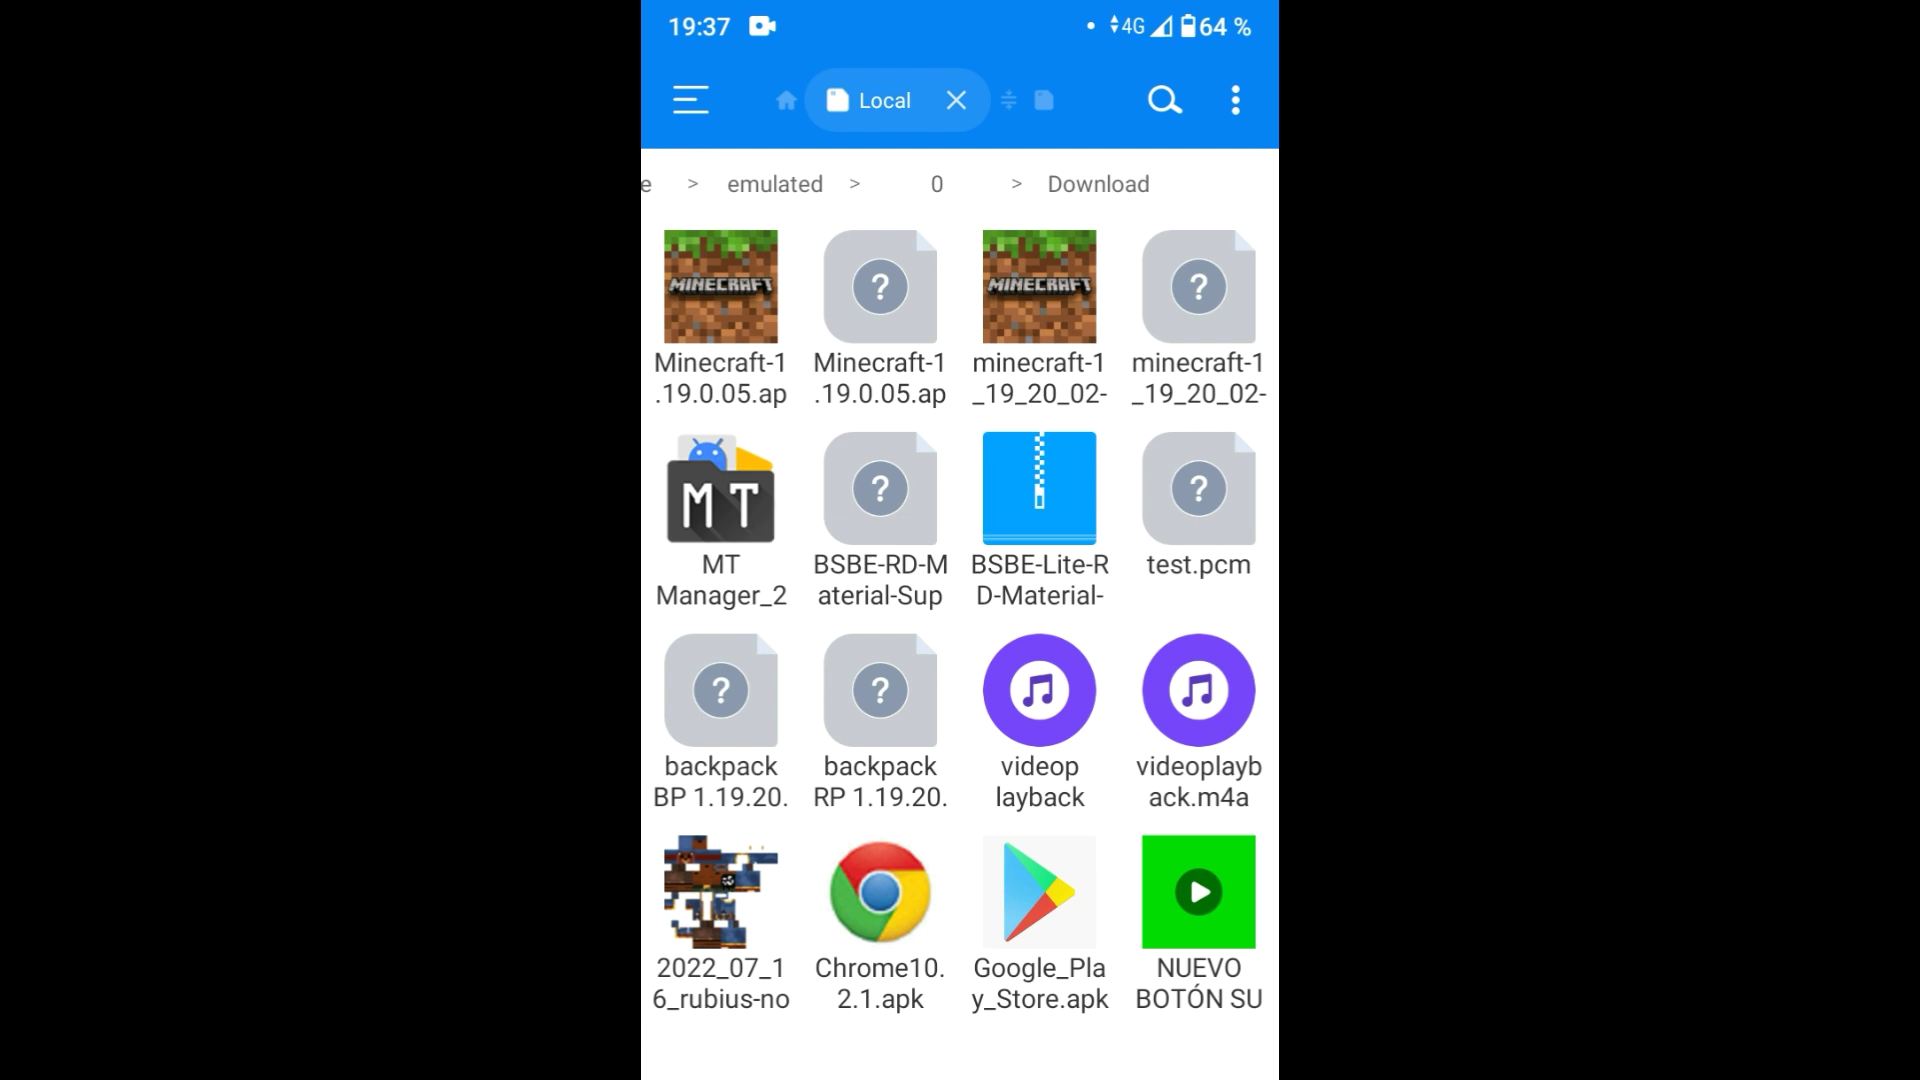 19:37 4G 64 %
Local
e > emulated > 0 > Download
MINECRAFT MINECRAFT
Minecraft-1 Minecraft-1 minecraft-1 minecraft-1
.19.0.05.ap .19.0.05.ap _19_20_02- _19_20_02-
MT
MT BSBE-RD-M BSBE-Lite-R test.pcm
Manager_2 aterial-Sup D-Material-
backpack backpack videop videoplayb
BP 1.19.20. RP 1.19.20. layback ack.m4a
2022_07_1 Chrome10. Google_Pla NUEVO
6_rubius-no 2.1.apk y_Store.apk BOTÓN SU